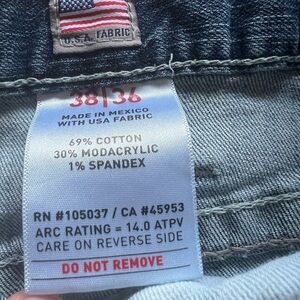 U.S.A. FABRIC
38|36
MADE IN MEXICO
WITH USA FABRIC
69% COTTON
30% MODACRYLIC
1% SPANDEX
RN #105037 / CA #45953
ARC RATING = 14.0 ATPV
CARE ON REVERSE SIDE
DO NOT REMOVE